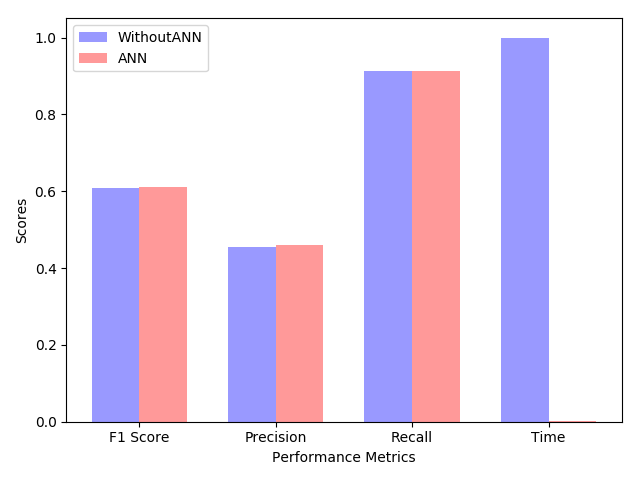 WithoutANN
ANN
Scores
1.0
0.8
0.6
0.4
0.2
0.0
F1 Score
Precision
Recall
Time
Performance Metrics